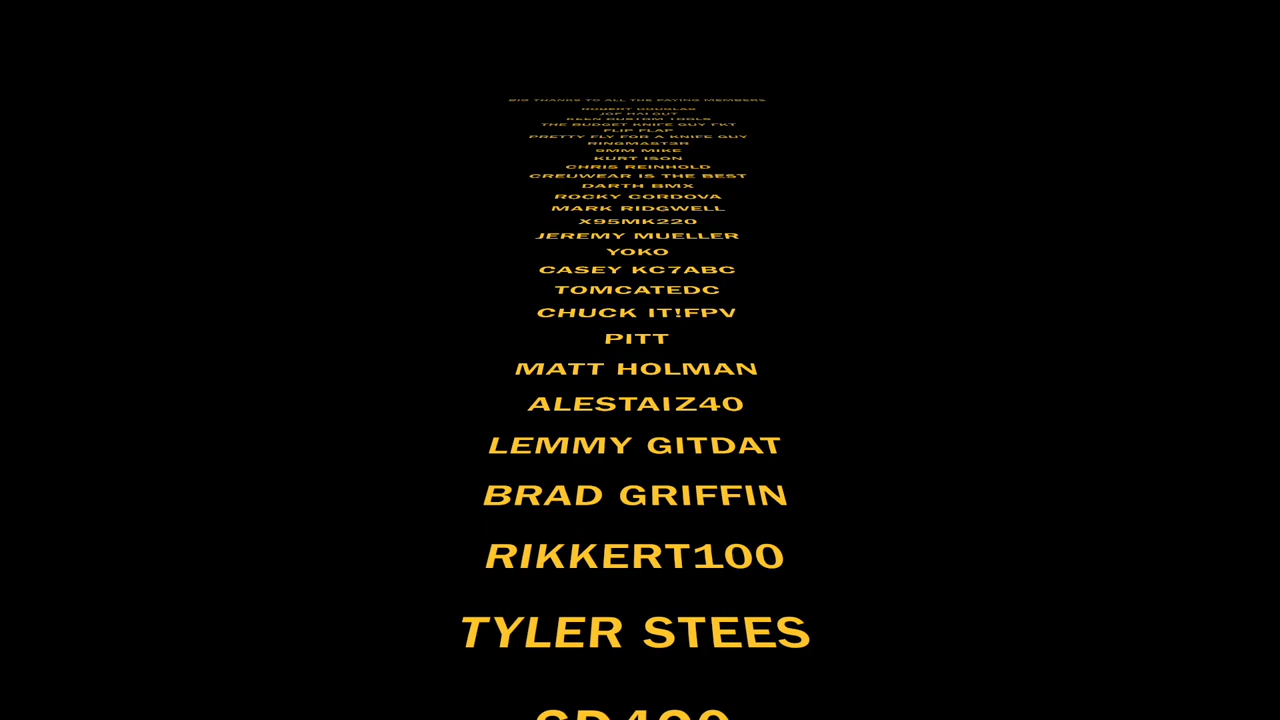 BIG THANKS TO ALL THE PAYING MEMBERS
ROBERT DOUGLAS
KEEN CUSTOM TOOLS
THE BUDGET KNIFE GUY
FLIP FLAP
PRETTY FLY FOR A KNIFE GUY
RINGMAST3R
9MM MIKE
KURT ISON
CHRIS REINHOLD
CREUWEAR IS THE BEST
DARTH BMX
ROCKY CORDOVA
MARK RIDGWELL
X95MK220
JEREMY MUELLER
YOKO
CASEY KC7ABC
TOMCATEDC
CHUCK IT!FPV
PITT
MATT HOLMAN
ALESTAIZ40
LEMMY GITDAT
BRAD GRIFFIN
RIKKERT100
TYLER STEES